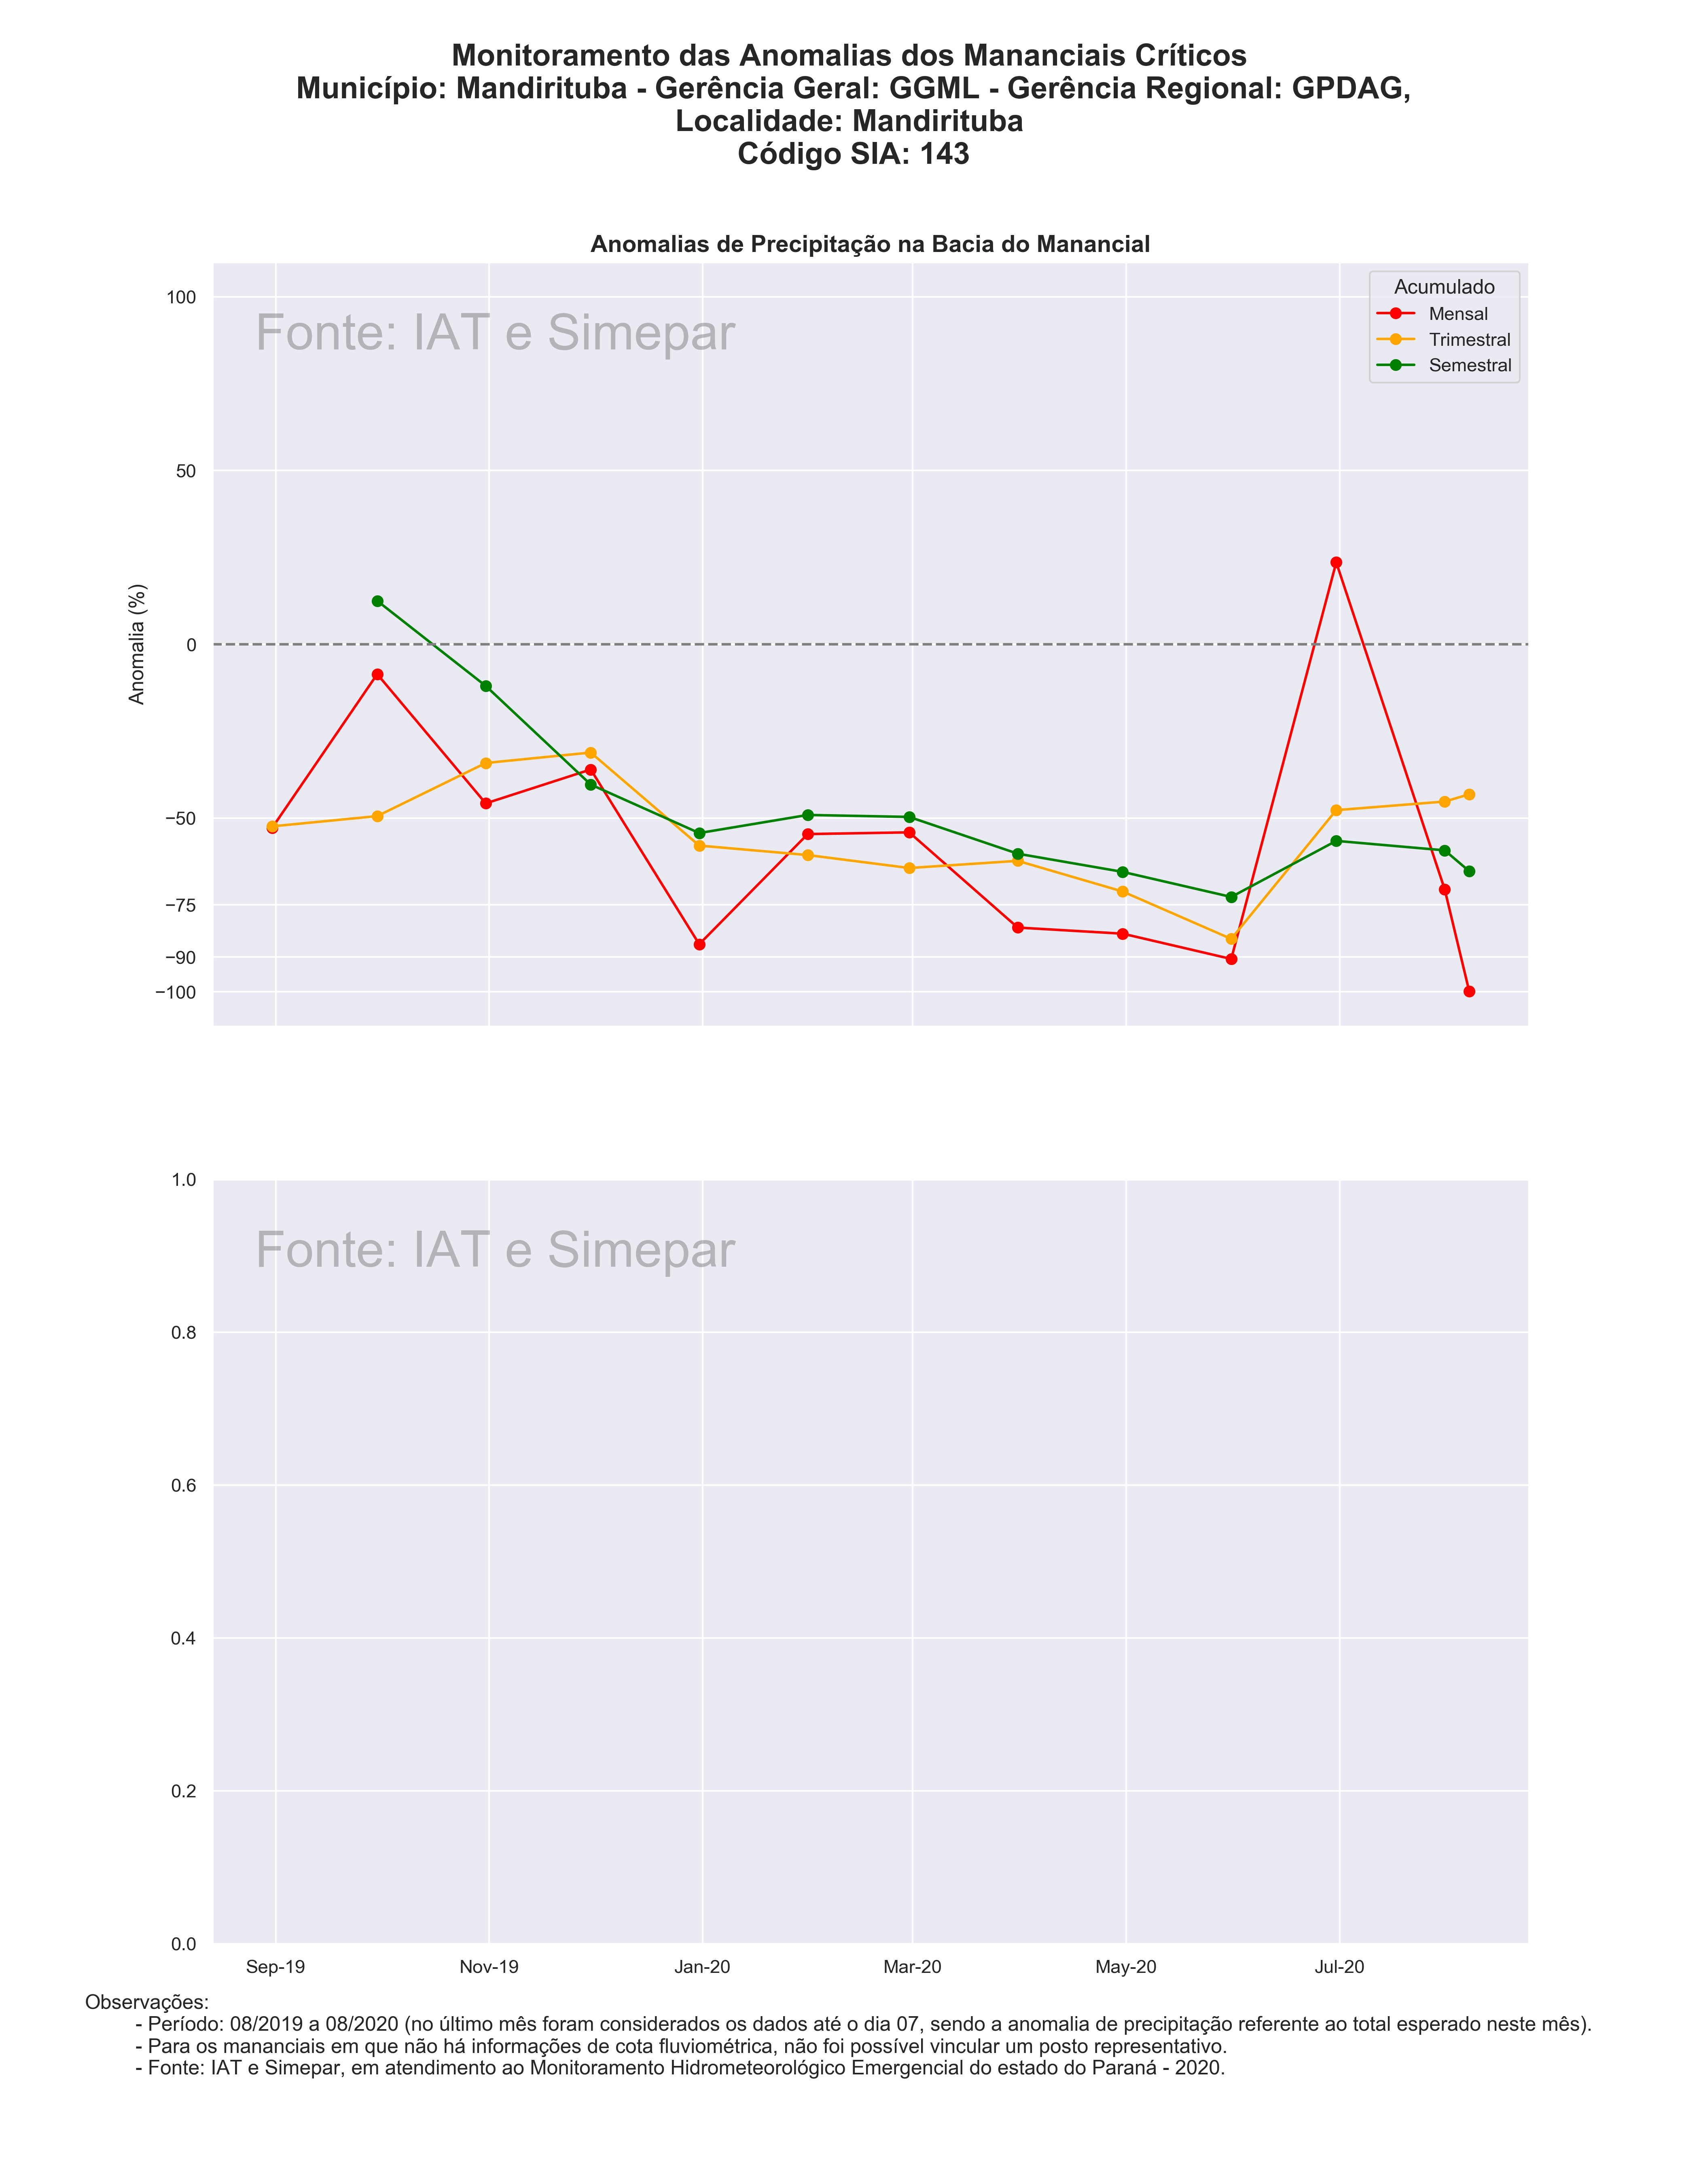 Monitoramento das Anomalias dos Mananciais Críticos
Município: Mandirituba - Gerência Geral: GGML - Gerência Regional: GPDAG,
Localidade: Mandirituba
Código SIA: 143
Anomalias de Precipitação na Bacia do Manancial
Fonte: IAT e Simepar
Acumulado
Mensal
Trimestral
Semestral
Anomalia (%)
100
50
0
−50
−75
−90
−100
Fonte: IAT e Simepar
1.0
0.8
0.6
0.4
0.2
0.0
Sep-19 Nov-19 Jan-20 Mar-20 May-20 Jul-20
Observações:
- Período: 08/2019 a 08/2020 (no último mês foram considerados os dados até o dia 07, sendo a anomalia de precipitação referente ao total esperado neste mês).
- Para os mananciais em que não há informações de cota fluviométrica, não foi possível vincular um posto representativo.
- Fonte: IAT e Simepar, em atendimento ao Monitoramento Hidrometeorológico Emergencial do estado do Paraná - 2020.